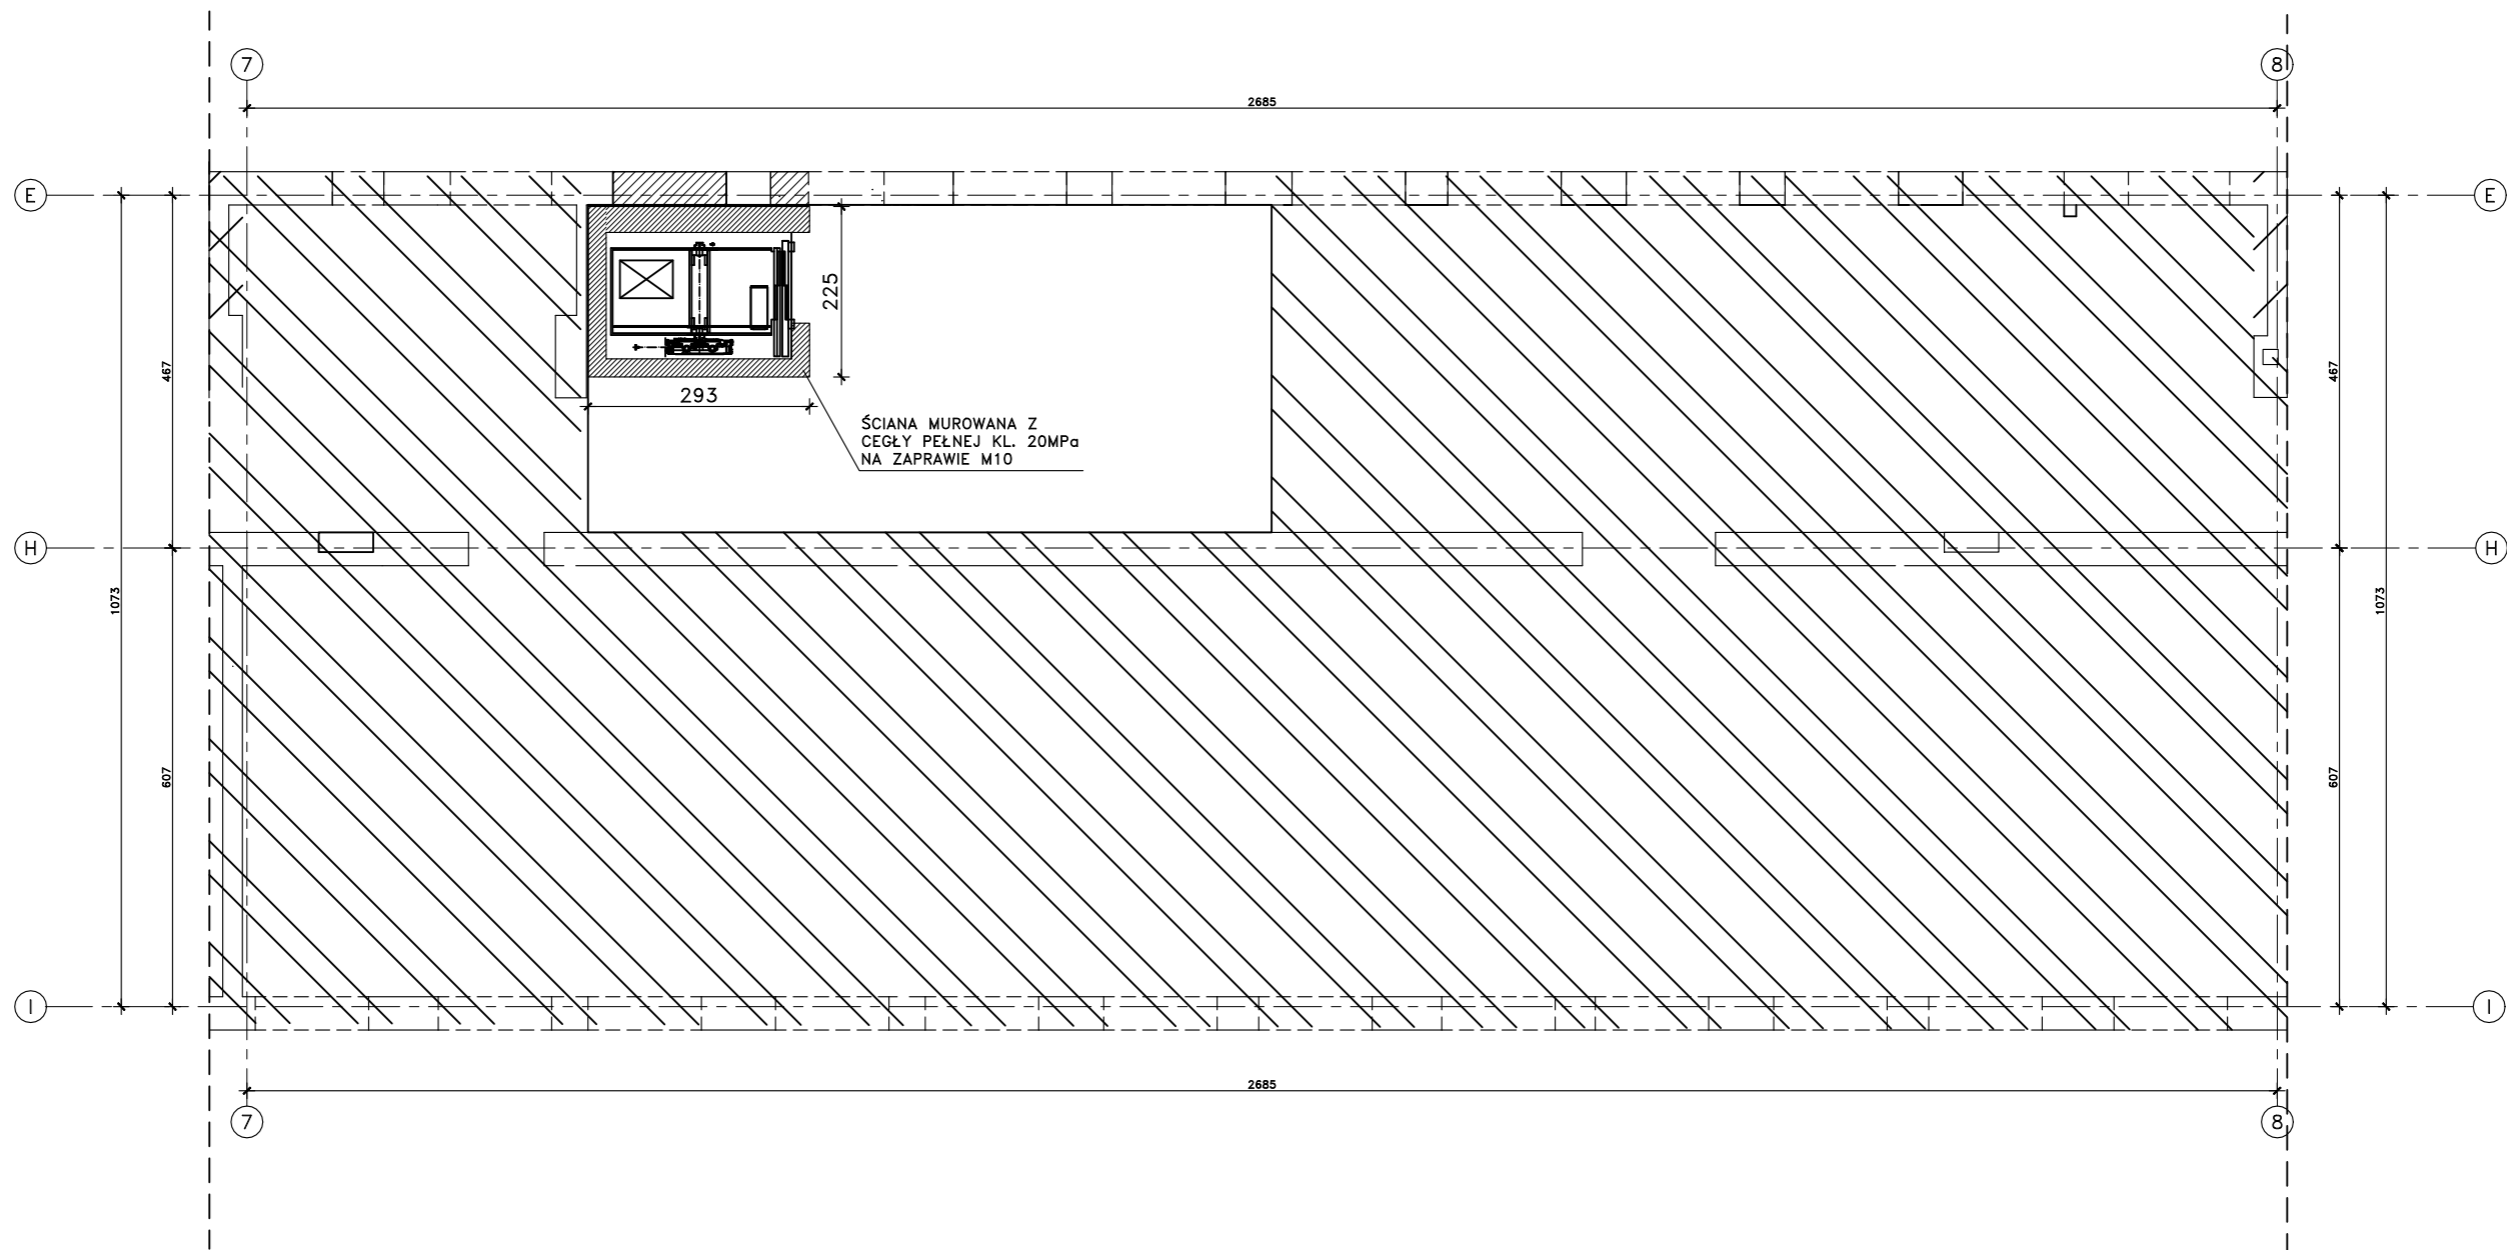 7
8
2685
E
E
225
467
467
293
ŚCIANA MUROWANA Z
CEGŁY PEŁNEJ KL. 20MPa
NA ZAPRAWIE M10
H
H
1073
1073
607
607
I
I
2685
7
8